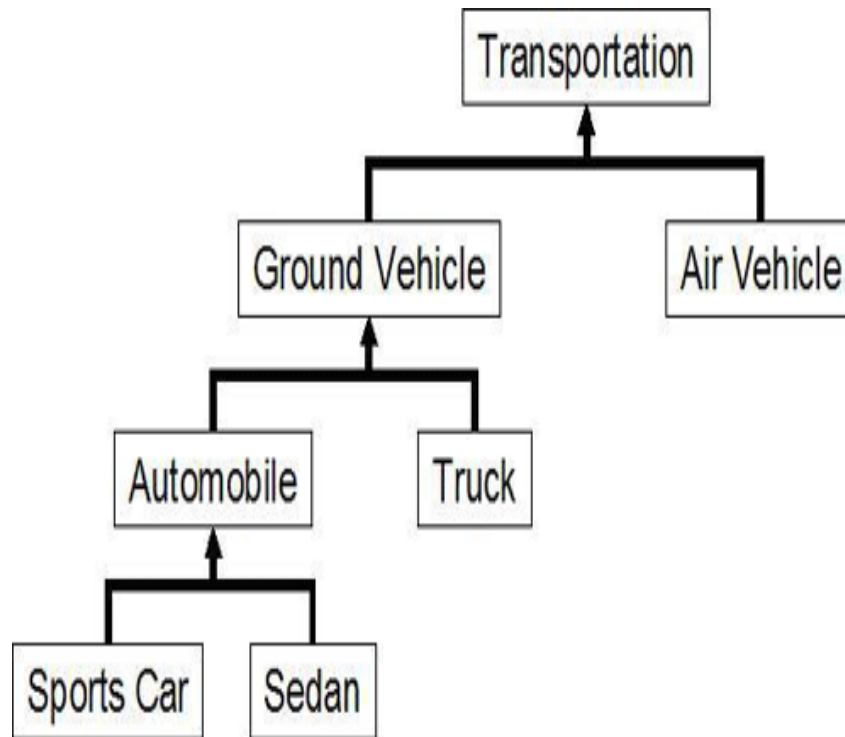 Transportation
Ground Vehicle
Air Vehicle
Automobile
Truck
Sports Car
Sedan